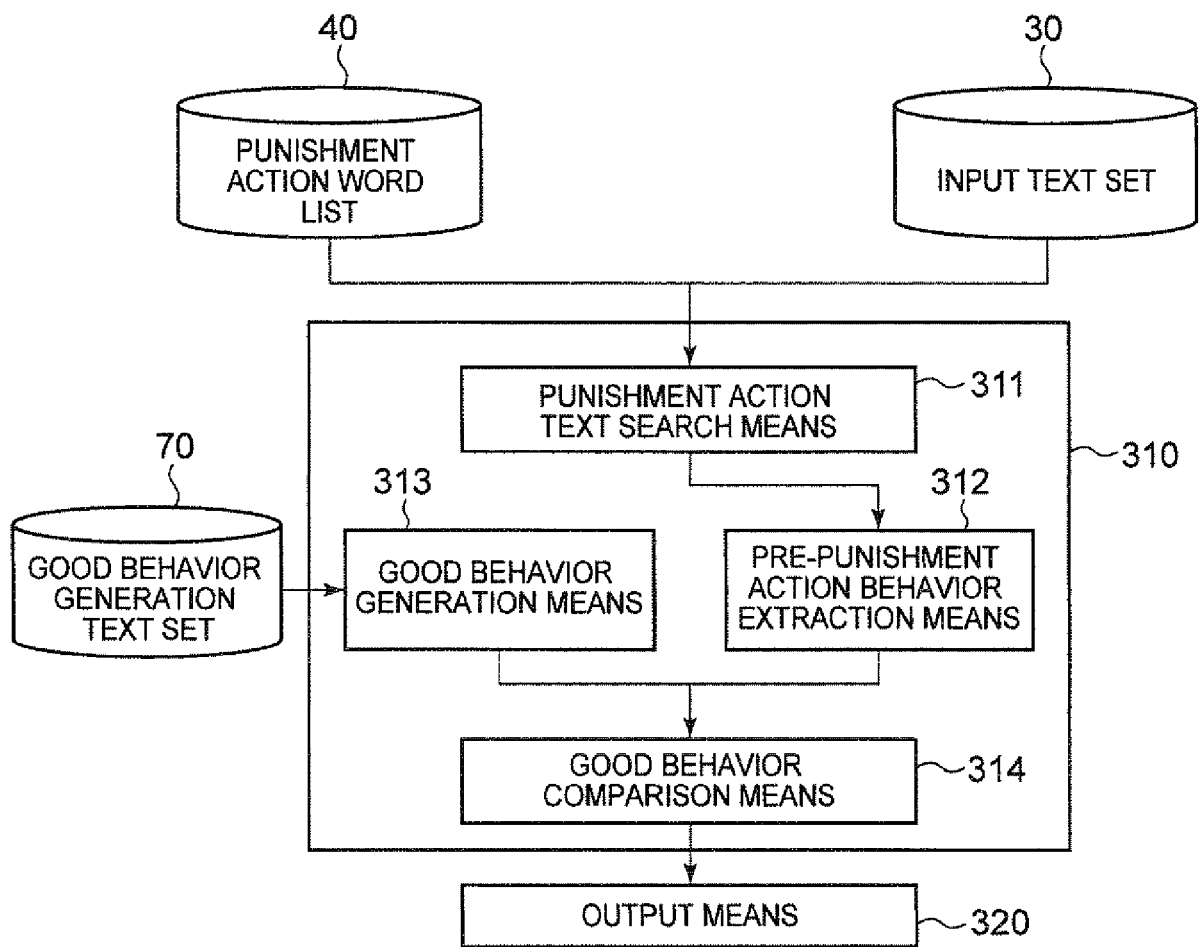 40
30
PUNISHMENT
ACTION WORD
LIST
INPUT TEXT SET
PUNISHMENT ACTION
TEXT SEARCH MEANS
311
310
70
313
312
GOOD BEHAVIOR
GENERATION
TEXT SET
GOOD BEHAVIOR
GENERATION MEANS
PRE-PUNISHMENT
ACTION BEHAVIOR
EXTRACTION MEANS
GOOD BEHAVIOR
COMPARISON MEANS
314
OUTPUT MEANS
320